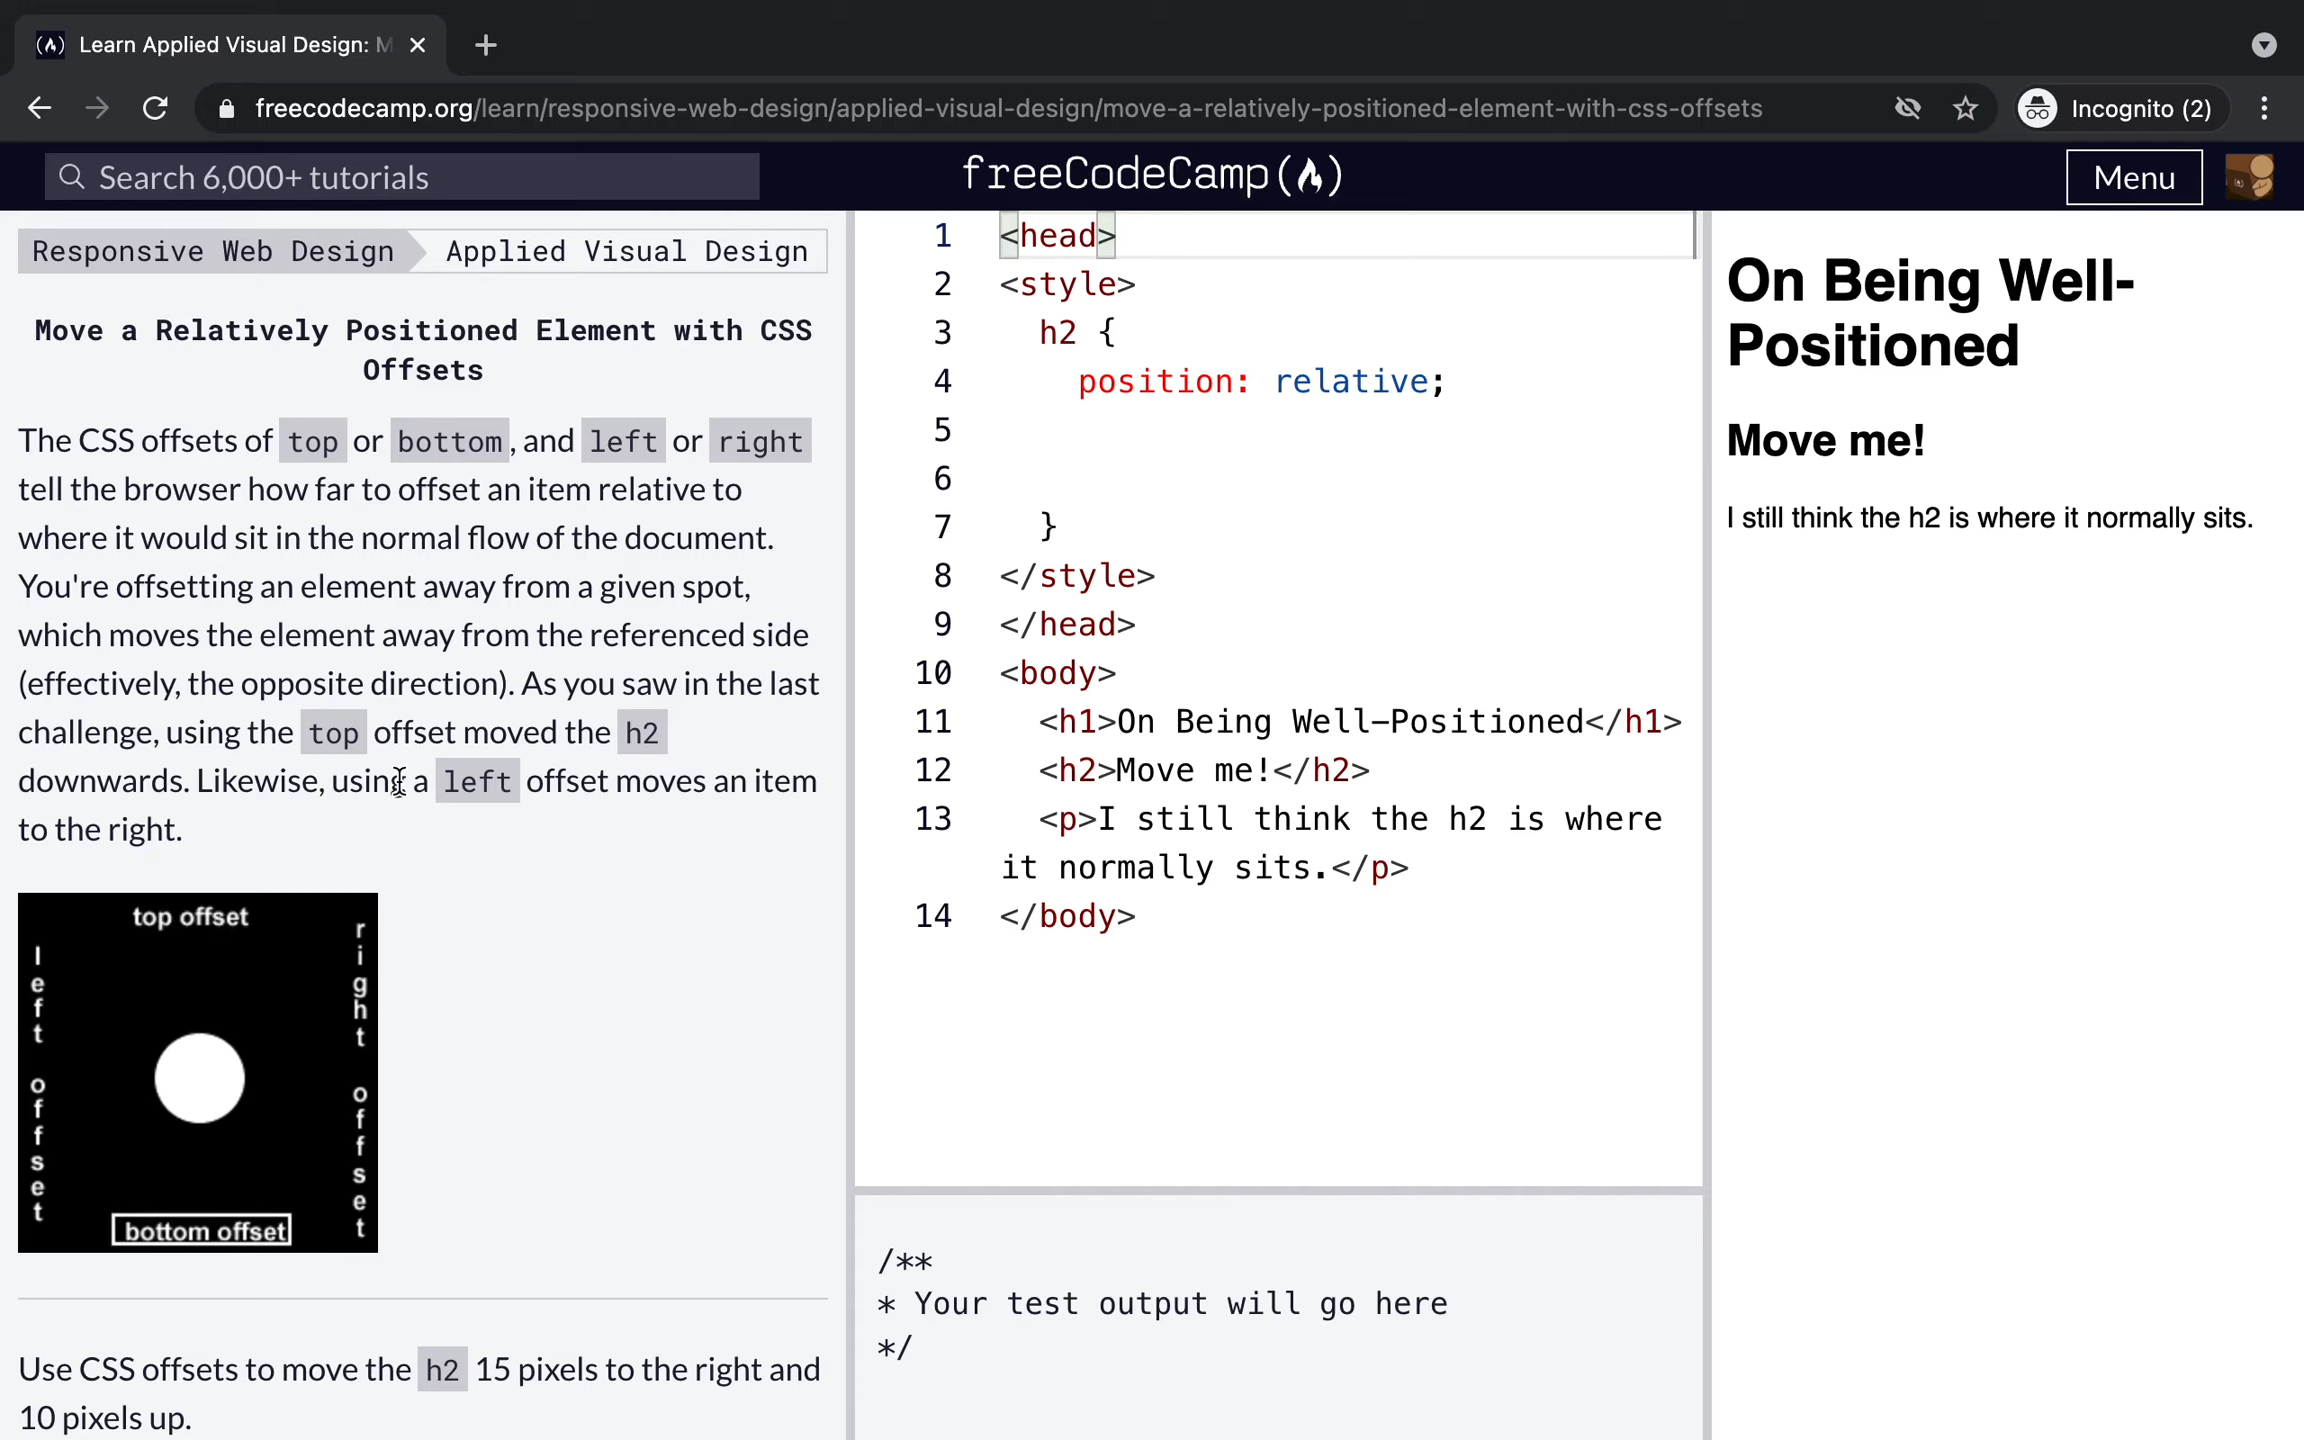 Learn Applied Visual Design: M
freecodecamp.org/learn/responsive-web-design/applied-visual-design/move-a-relatively-positioned-element-with-css-offsets
Incognito (2)
Search 6,000+ tutorials
freeCodeCamp(🔥)
Menu
Responsive Web Design
Applied Visual Design
Move a Relatively Positioned Element with CSS
Offsets
The CSS offsets of top or bottom, and left or right
tell the browser how far to offset an item relative to
where it would sit in the normal flow of the document.
You're offsetting an element away from a given spot,
which moves the element away from the referenced side
(effectively, the opposite direction). As you saw in the last
challenge, using the top offset moved the h2
downwards. Likewise, using a left offset moves an item
to the right.
top offset
left offset
right offset
bottom offset
Use CSS offsets to move the h2 15 pixels to the right and
10 pixels up.
1 <head>
2 <style>
3 h2 {
4 position: relative;
5
6
7 }
8 </style>
9 </head>
10 <body>
11 <h1>On Being Well-Positioned</h1>
12 <h2>Move me!</h2>
13 <p>I still think the h2 is where
it normally sits.</p>
14 </body>
/**
* Your test output will go here
*/
On Being Well-
Positioned
Move me!
I still think the h2 is where it normally sits.